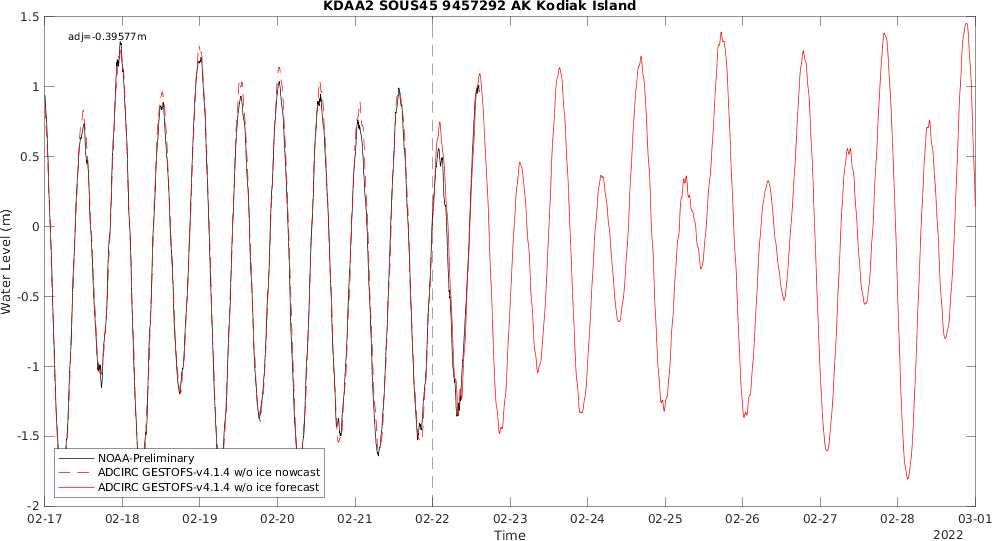 KDAA2 SOUS45 9457292 AK Kodiak Island
adj=-0.39577m
1.5
1
0.5
0
-0.5
-1
-1.5
-2
Water Level (m)
NOAA-Preliminary
ADCIRC GESTOFS-v4.1.4 w/o ice nowcast
ADCIRC GESTOFS-v4.1.4 w/o ice forecast
02-17 02-18 02-19 02-20 02-21 02-22 02-23 02-24 02-25 02-26 02-27 02-28 03-01
Time
2022